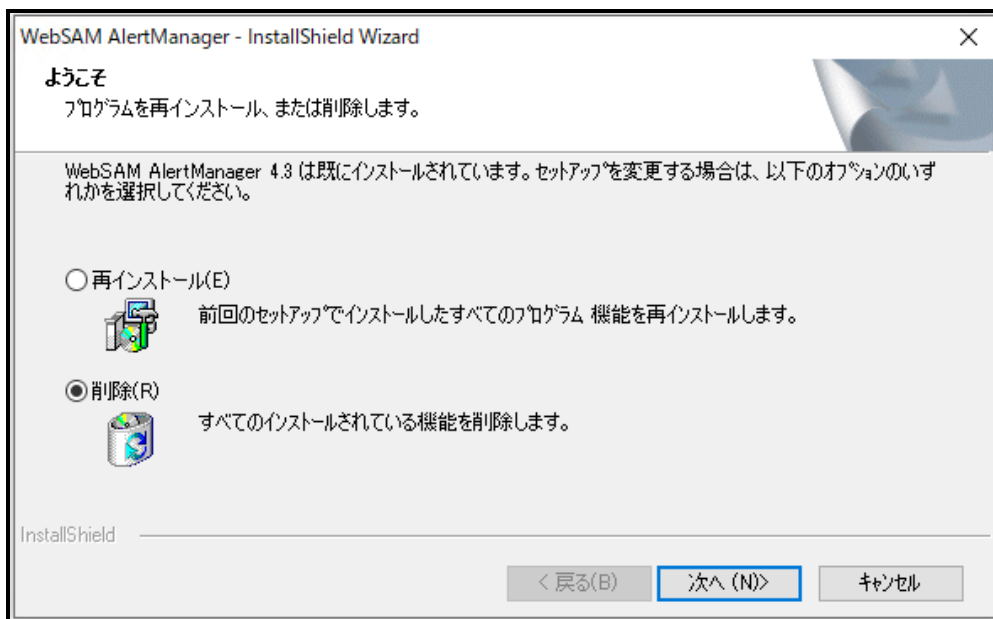 WebSAM AlertManager - InstallShield Wizard
ようこそ
プログラムを再インストール、または削除します。
WebSAM AlertManager 4.3 は既にインストールされています。セットアップを変更する場合は、以下のオプションのいず
れかを選択してください。
再インストール(E)
前回のセットアップでインストールしたすべてのプログラム 機能を再インストールします。
削除(R)
すべてのインストールされている機能を削除します。
InstallShield
< 戻る(B)
次へ (N)>
キャンセル